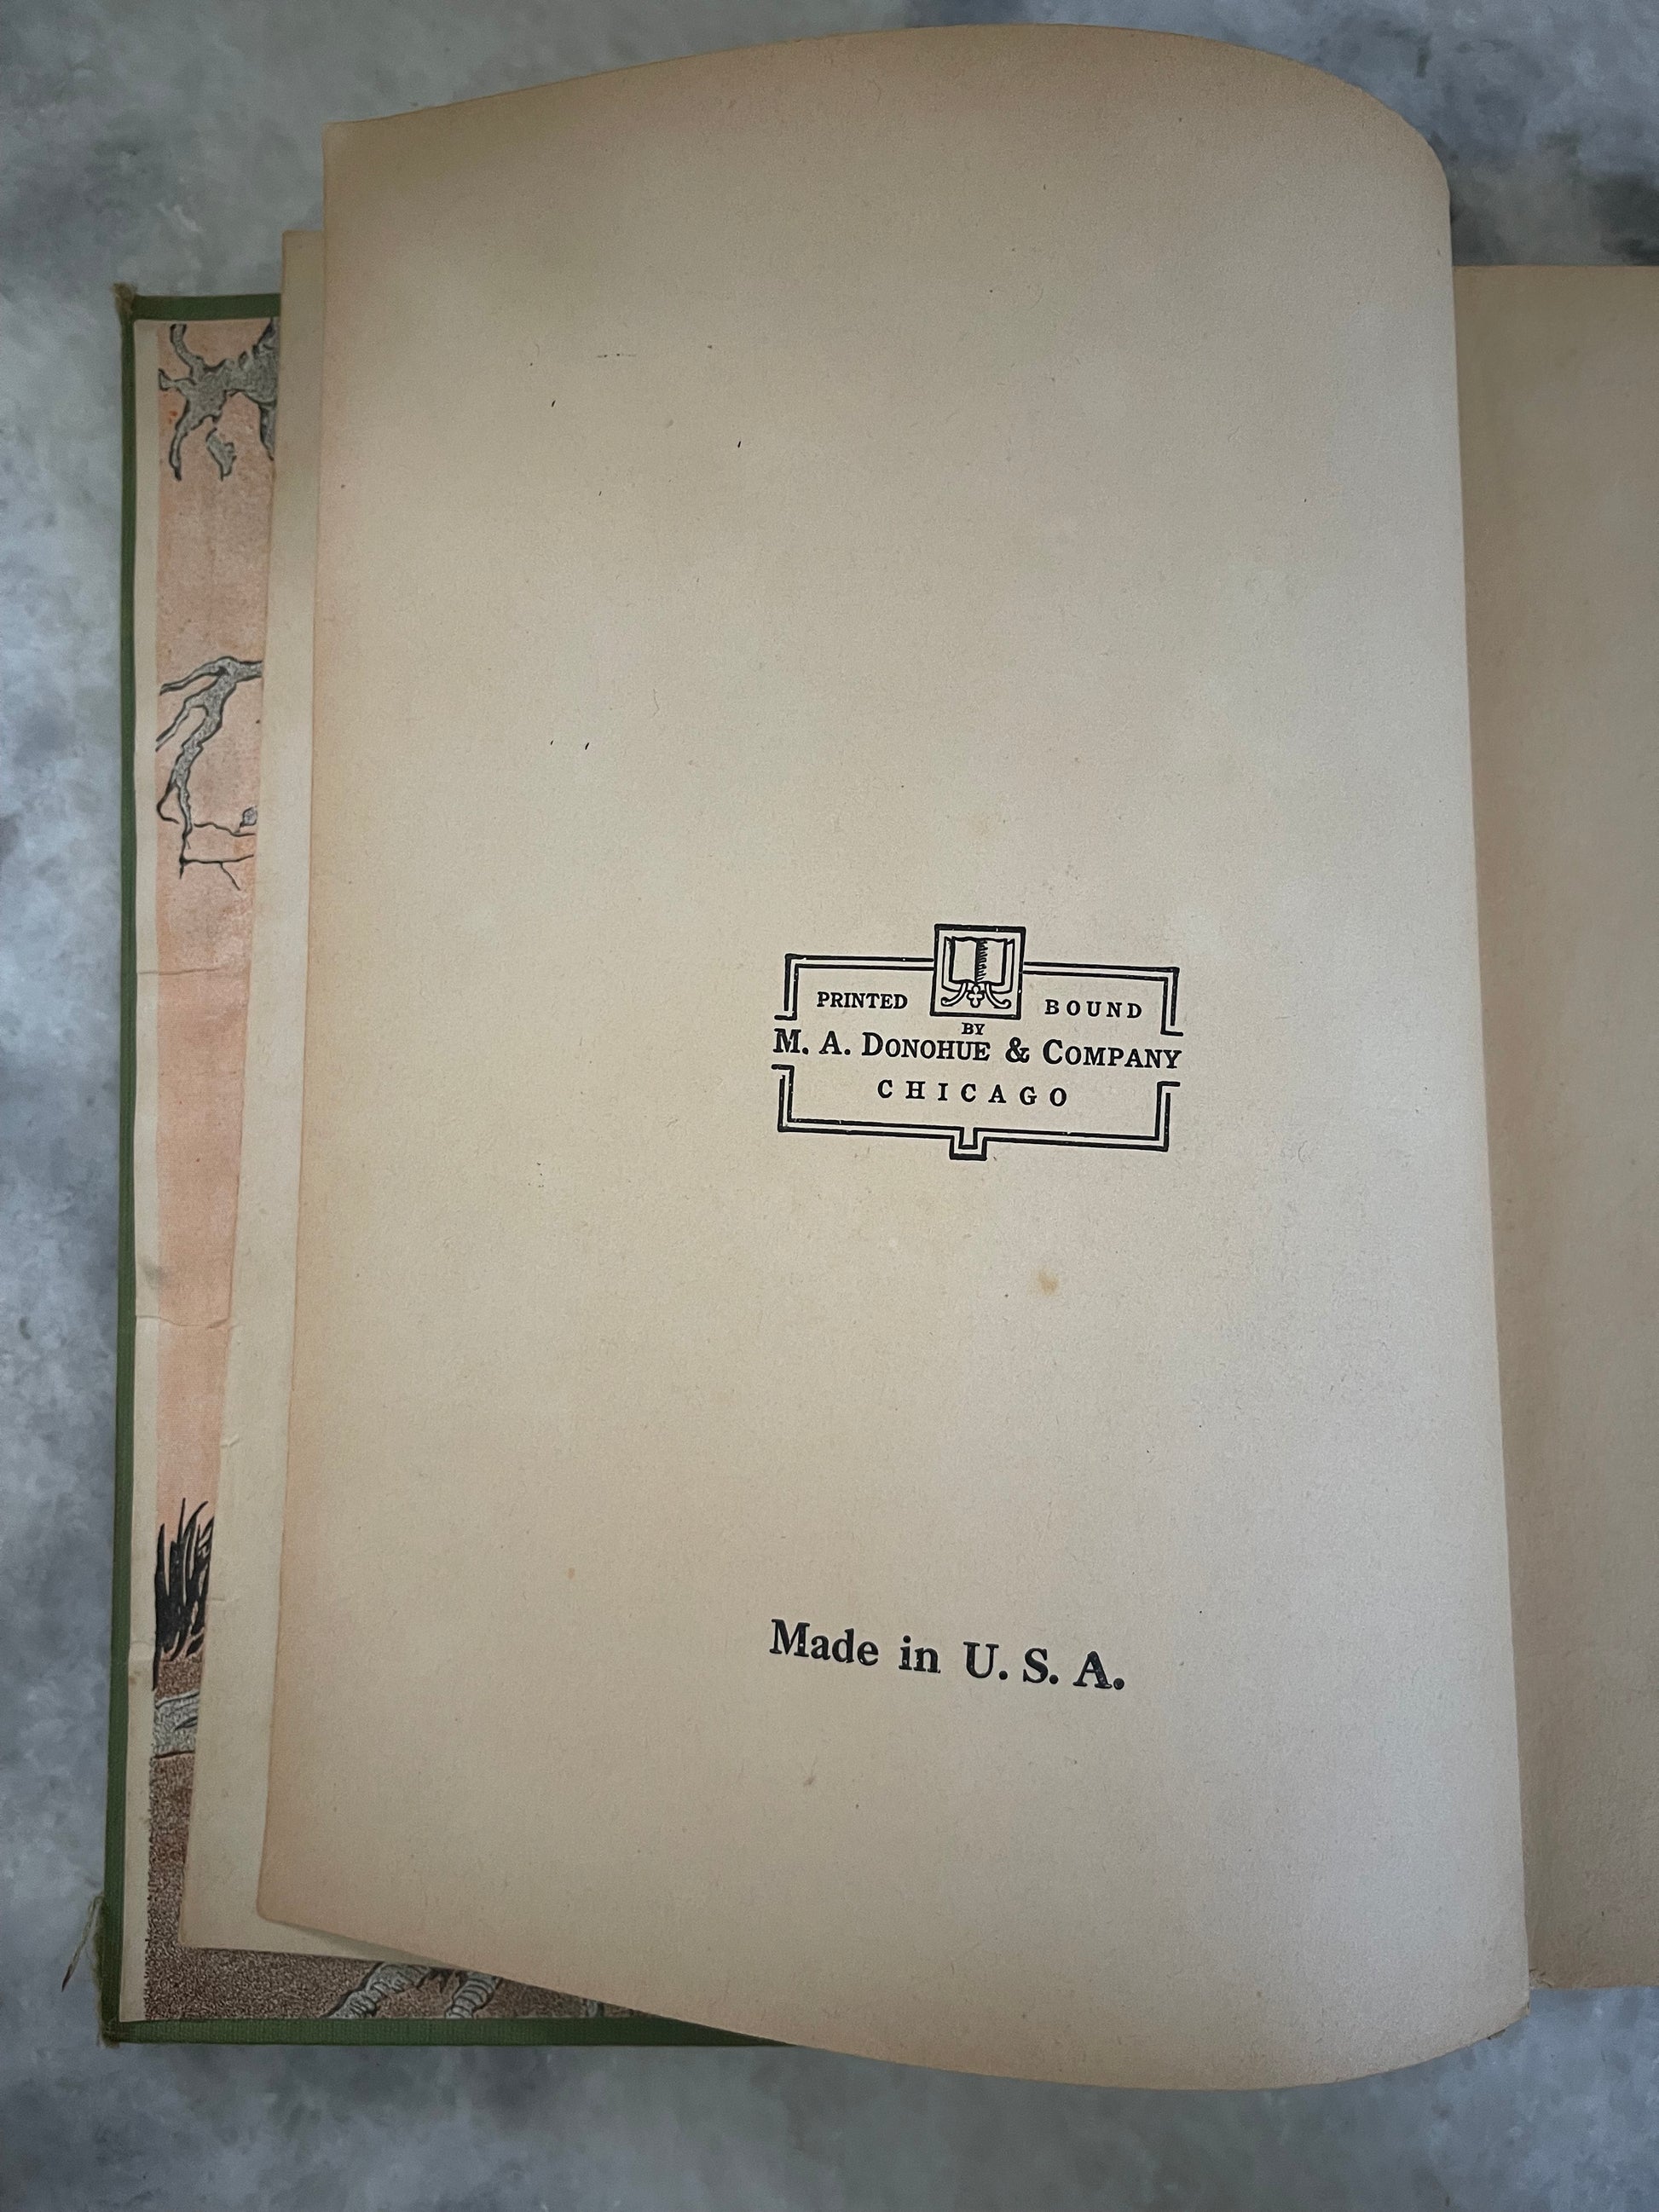 PRINTED BOUND
BY
M. A. DONOHUE & COMPANY
CHICAGO
Made in U. S. A.